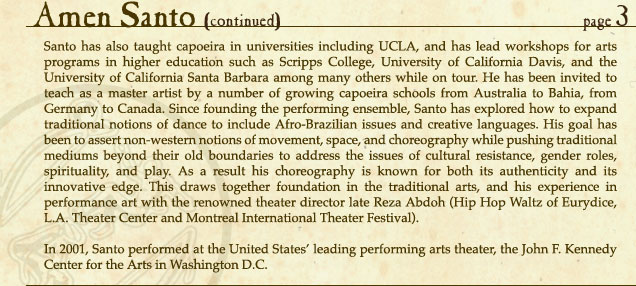 Amen Santo (continued) page 3
Santo has also taught capoeira in universities including UCLA, and has lead workshops for arts
programs in higher education such as Scripps College, University of California Davis, and the
University of California Santa Barbara among many others while on tour. He has been invited to
teach as a master artist by a number of growing capoeira schools from Australia to Bahia, from
Germany to Canada. Since founding the performing ensemble, Santo has explored how to expand
traditional notions of dance to include Afro-Brazilian issues and creative languages. His goal has
been to assert non-western notions of movement, space, and choreography while pushing traditional
mediums beyond their old boundaries to address the issues of cultural resistance, gender roles,
spirituality, and play. As a result his choreography is known for both its authenticity and its
innovative edge. This draws together foundation in the traditional arts, and his experience in
performance art with the renowned theater director late Reza Abdoh (Hip Hop Waltz of Eurydice,
L.A. Theater Center and Montreal International Theater Festival).
In 2001, Santo performed at the United States' leading performing arts theater, the John F. Kennedy
Center for the Arts in Washington D.C.